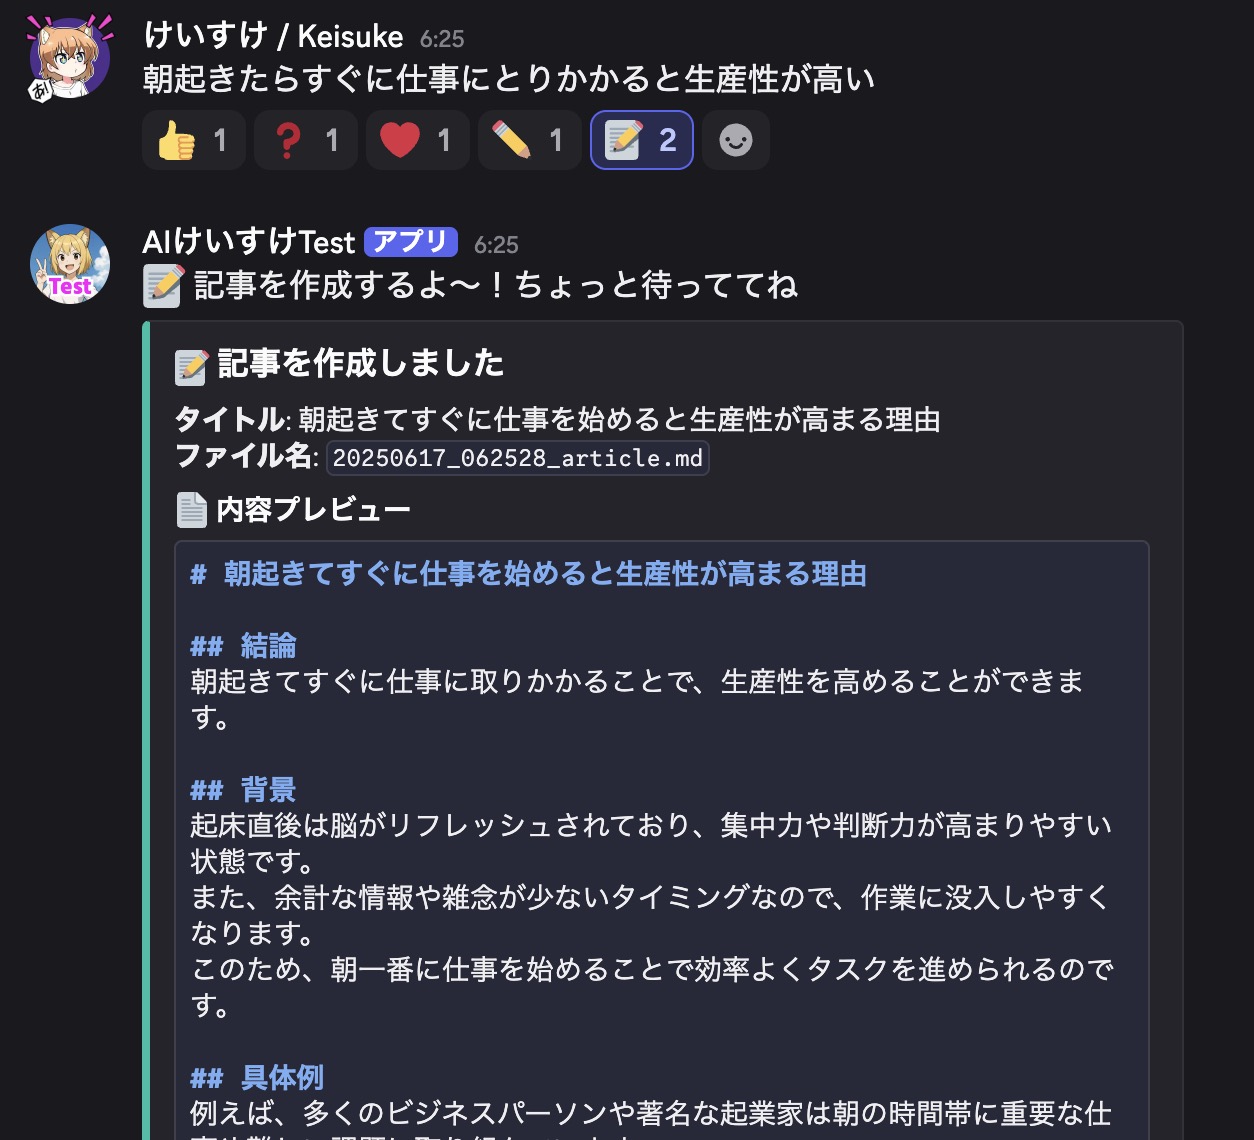 けいすけ / Keisuke 6:25
朝起きたらすぐに仕事にとりかかると生産性が高い
👍 1 ❓ 1 ❤️ 1 ✏️ 1 📝 2
あ
AIけいすけTest アプリ 6:25
Test
📝 記事を作成するよ〜！ちょっと待っててね
📝 記事を作成しました
タイトル: 朝起きてすぐに仕事を始めると生産性が高まる理由
ファイル名: 20250617_062528_article.md
📄 内容プレビュー
# 朝起きてすぐに仕事を始めると生産性が高まる理由
## 結論
朝起きてすぐに仕事に取りかかることで、生産性を高めることができま
す。
## 背景
起床直後は脳がリフレッシュされており、集中力や判断力が高まりやすい
状態です。
また、余計な情報や雑念が少ないタイミングなので、作業に没入しやすく
なります。
このため、朝一番に仕事を始めることで効率よくタスクを進められるので
す。
## 具体例
例えば、多くのビジネスパーソンや著名な起業家は朝の時間帯に重要な仕